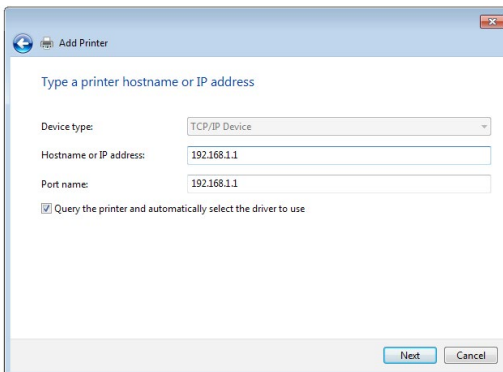 Add Printer
Type a printer hostname or IP address
Device type: TCP/IP Device
Hostname or IP address: 192.168.1.1
Port name: 192.168.1.1
Query the printer and automatically select the driver to use
Next Cancel